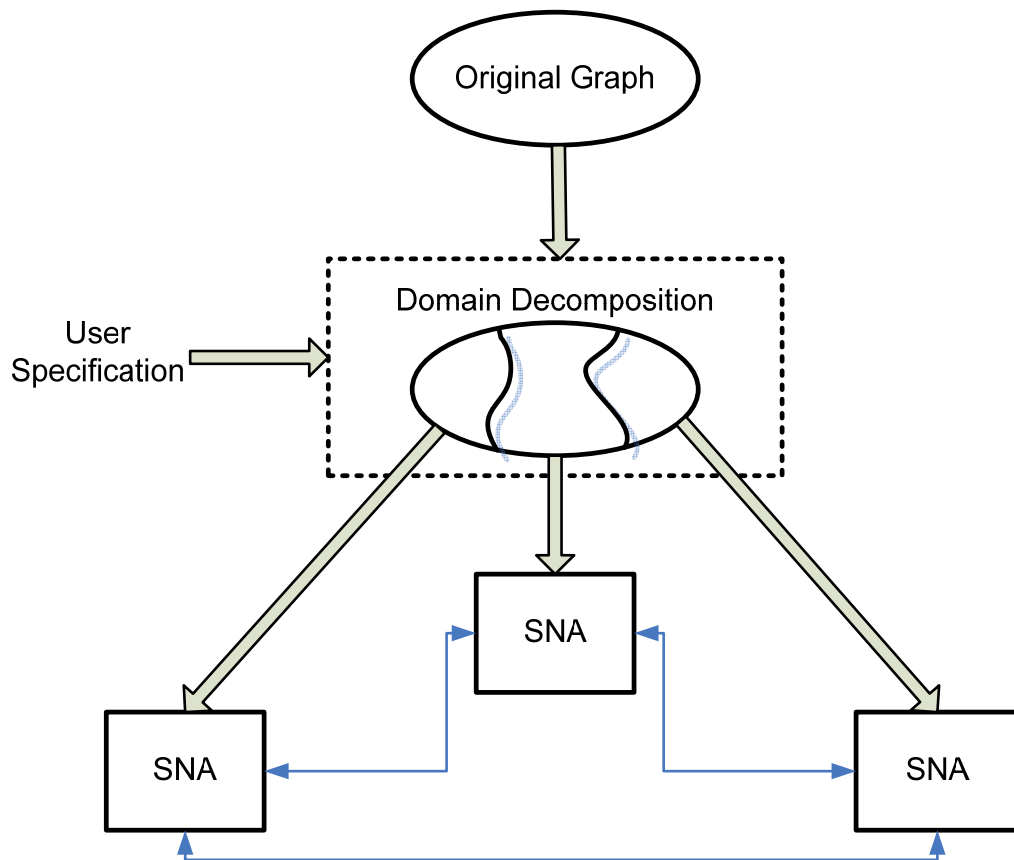 Original Graph
Domain Decomposition
User
Specification
SNA
SNA
SNA